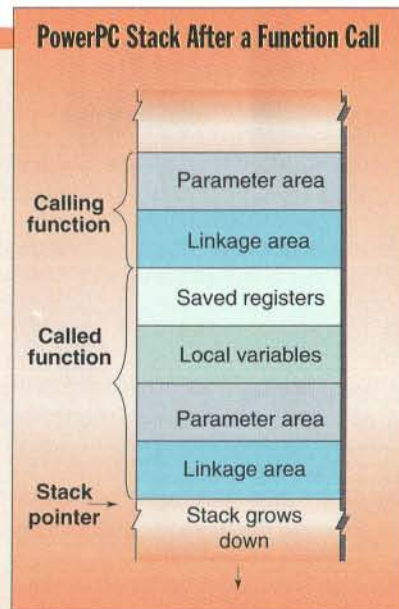 PowerPC Stack After a Function Call
Calling
function
Parameter area
Linkage area
Called
function
Saved registers
Local variables
Parameter area
Linkage area
Stack
pointer
Stack grows
down